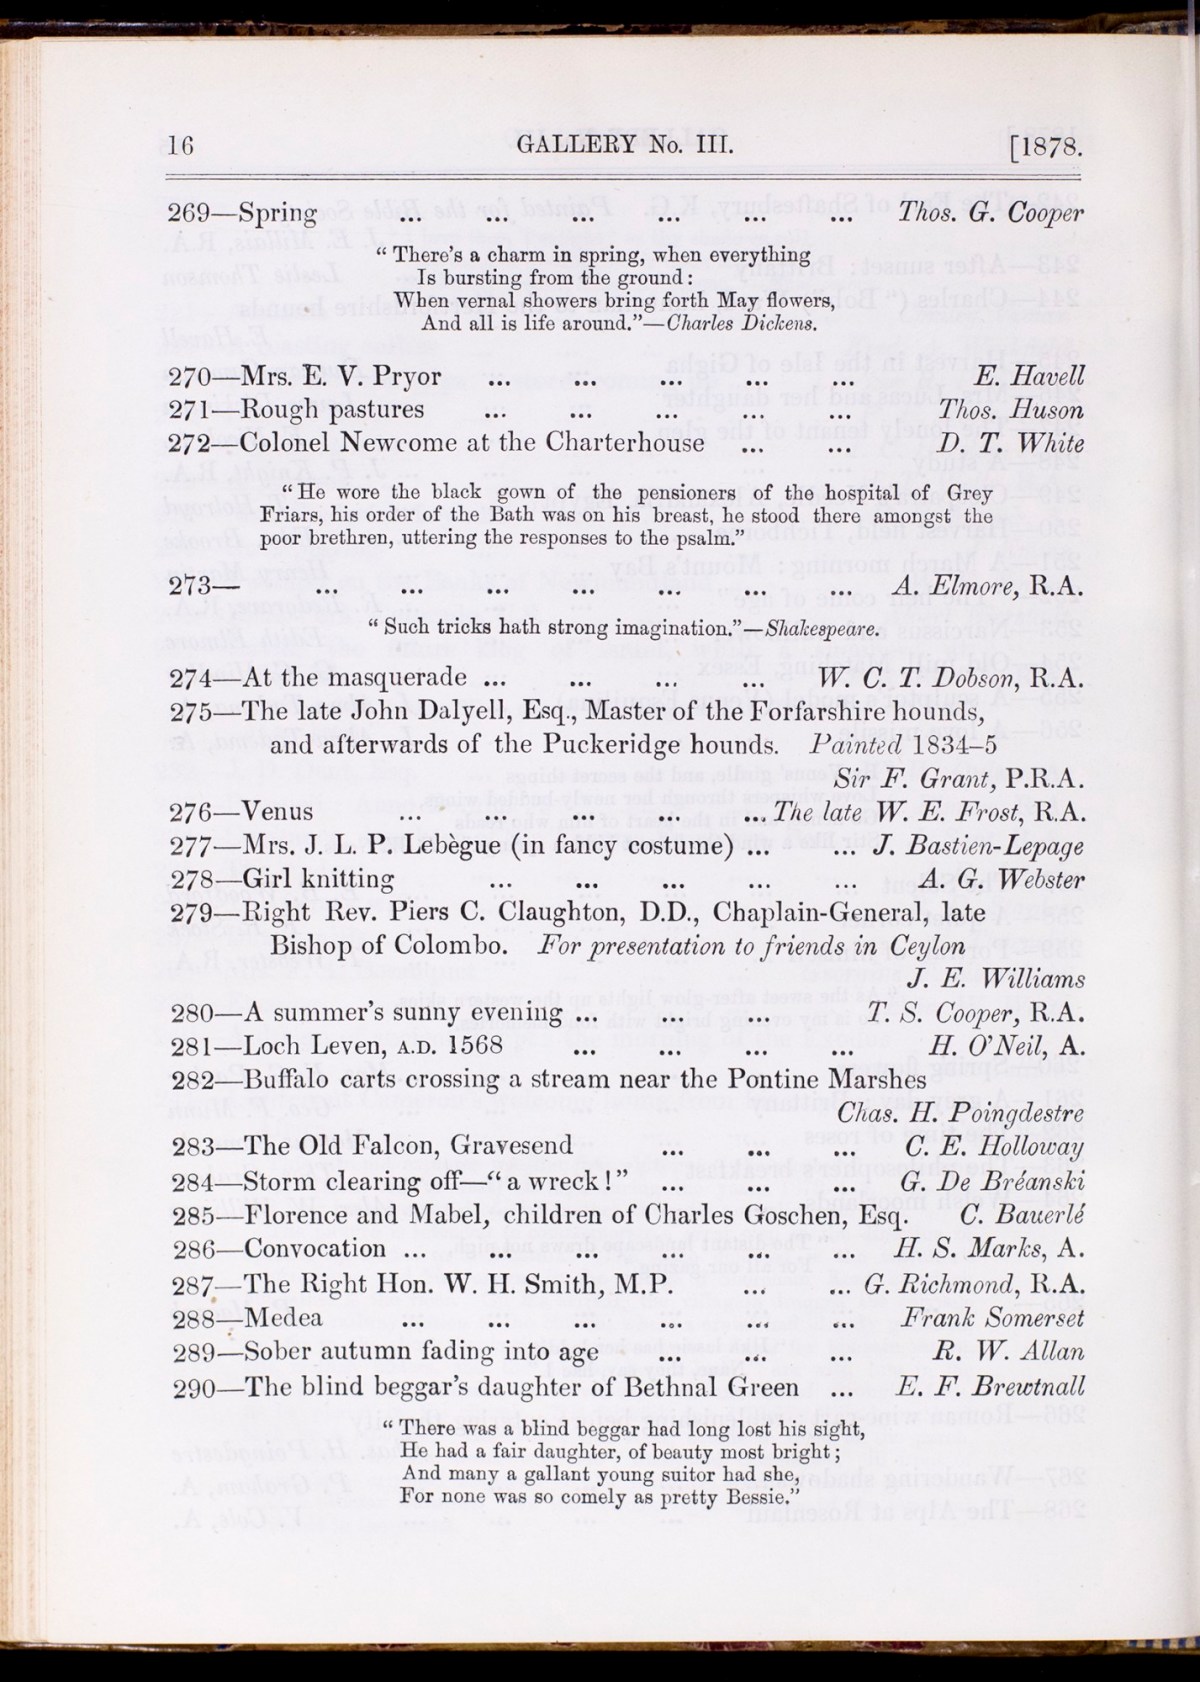 16 GALLERY No. III. [1878.
269—Spring ... ... ... ... ... ... Thos. G. Cooper
“ There’s a charm in spring, when everything
Is bursting from the ground:
When vernal showers bring forth May flowers,
And all is life around.”—Charles Dickens.
270—Mrs. E. V. Pryor ... ... ... ... ... E. Havell
271—Rough pastures ... ... ... ... ... Thos. Huson
272—Colonel Newcome at the Charterhouse ... ... D. T. White
“ He wore the black gown of the pensioners of the hospital of Grey
Friars, his order of the Bath was on his breast, he stood there amongst the
poor brethren, uttering the responses to the psalm.”
273— ... ... ... ... ... ... ... A. Elmore, R.A.
“ Such tricks hath strong imagination.”—Shakespeare.
274—At the masquerade ... ... ... ... W. C. T. Dobson, R.A.
275—The late John Dalyell, Esq., Master of the Forfarshire hounds,
and afterwards of the Puckeridge hounds. Painted 1834–5
Sir F. Grant, P.R.A.
276—Venus ... ... ... ... ... The late W. E. Frost, R.A.
277—Mrs. J. L. P. Lebègue (in fancy costume) ... ... J. Bastien-Lepage
278—Girl knitting ... ... ... ... ... A. G. Webster
279—Right Rev. Piers C. Claughton, D.D., Chaplain-General, late
Bishop of Colombo. For presentation to friends in Ceylon
J. E. Williams
280—A summer’s sunny evening ... ... ... T. S. Cooper, R.A.
281—Loch Leven, A.D. 1568 ... ... ... ... H. O’Neil, A.
282—Buffalo carts crossing a stream near the Pontine Marshes
Chas. H. Poingdestre
283—The Old Falcon, Gravesend ... ... ... C. E. Holloway
284—Storm clearing off—“ a wreck ! ” ... ... ... G. De Bréanski
285—Florence and Mabel, children of Charles Goschen, Esq. C. Bauerlé
286—Convocation ... ... ... ... ... ... H. S. Marks, A.
287—The Right Hon. W. H. Smith, M.P. ... ... G. Richmond, R.A.
288—Medea ... ... ... ... ... ... Frank Somerset
289—Sober autumn fading into age ... ... ... R. W. Allan
290—The blind beggar’s daughter of Bethnal Green ... E. F. Brewtnall
“ There was a blind beggar had long lost his sight,
He had a fair daughter, of beauty most bright ;
And many a gallant young suitor had she,
For none was so comely as pretty Bessie.”